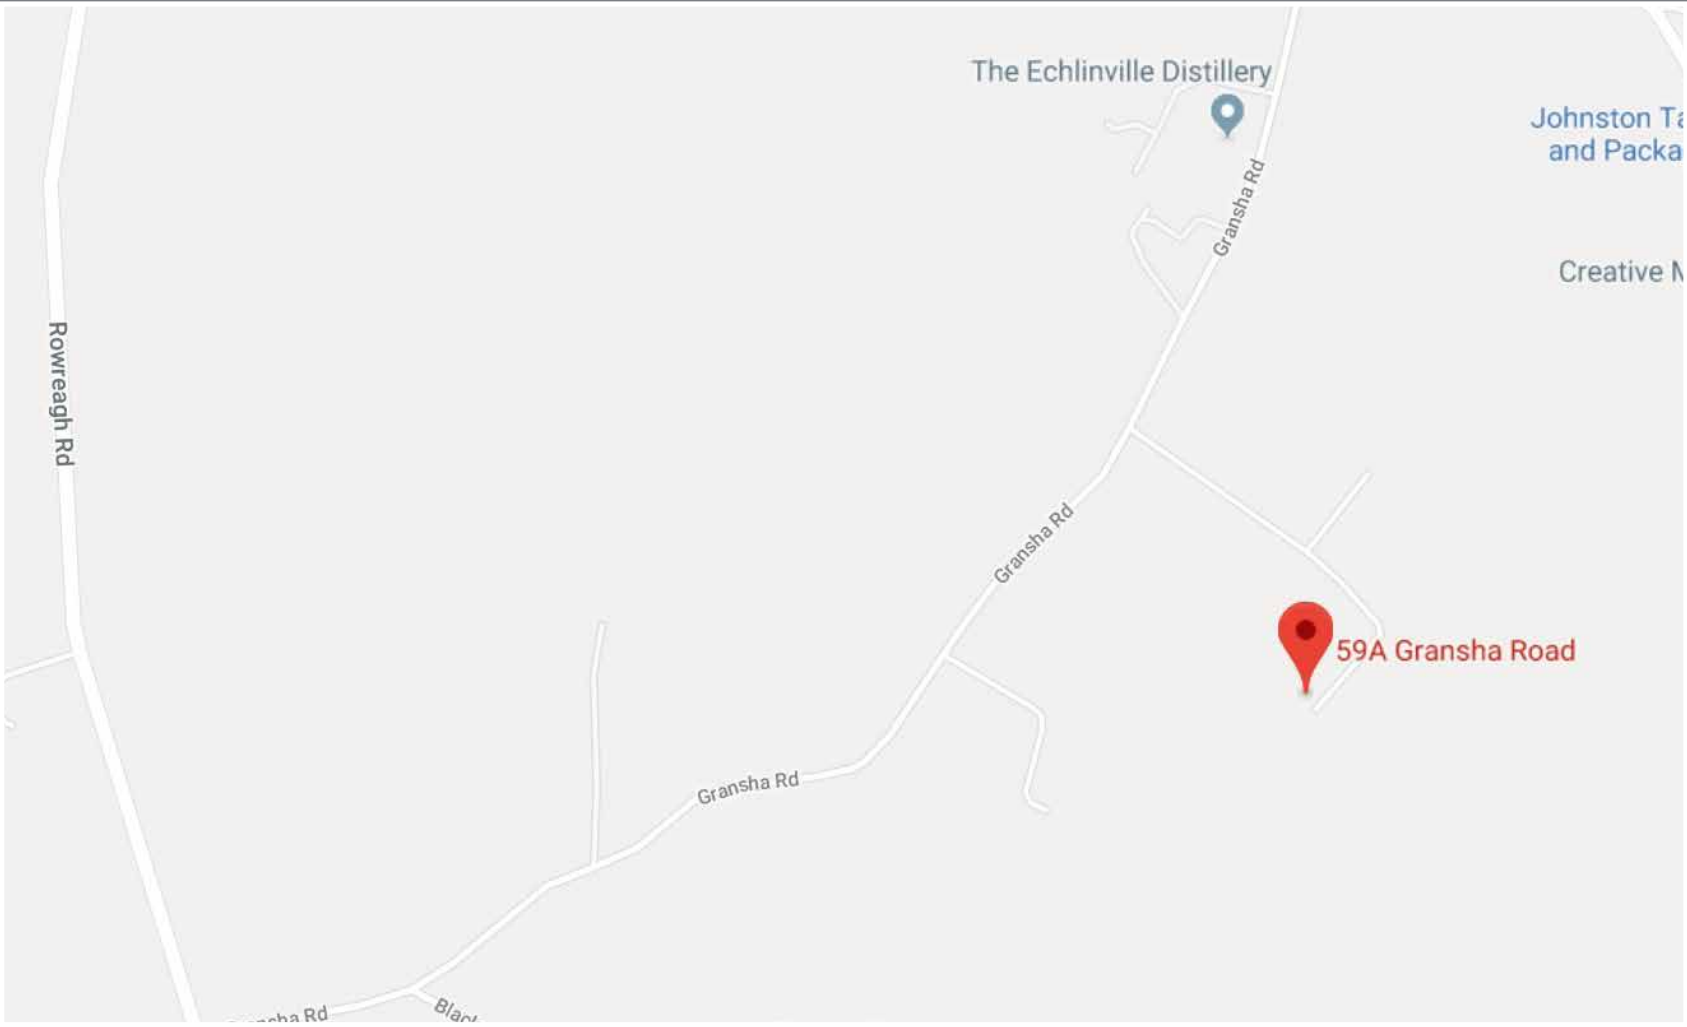 The Echlinville Distillery
Johnston Ta
and Packa
Gransha Rd
Creative
Rowreagh Rd
Gransha Rd
59A Gransha Road
Gransha Rd
Rd
Blac